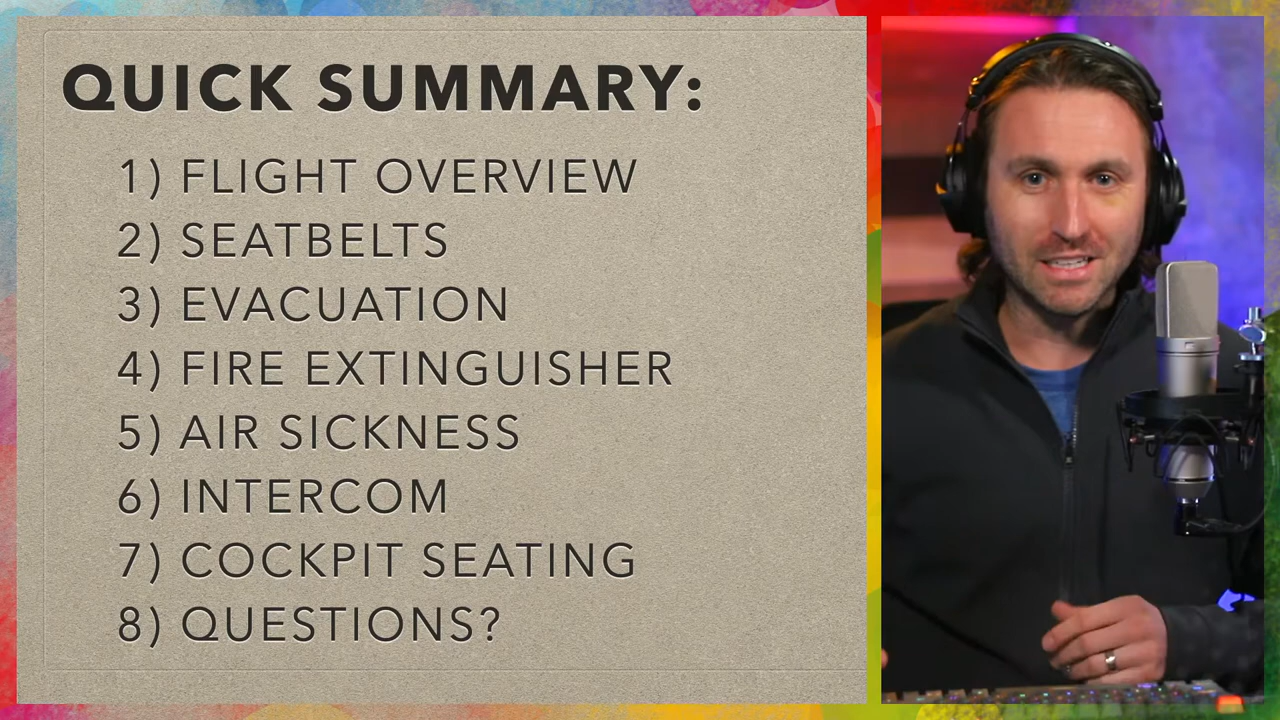 QUICK SUMMARY:
1) FLIGHT OVERVIEW
2) SEATBELTS
3) EVACUATION
4) FIRE EXTINGUISHER
5) AIR SICKNESS
6) INTERCOM
7) COCKPIT SEATING
8) QUESTIONS?